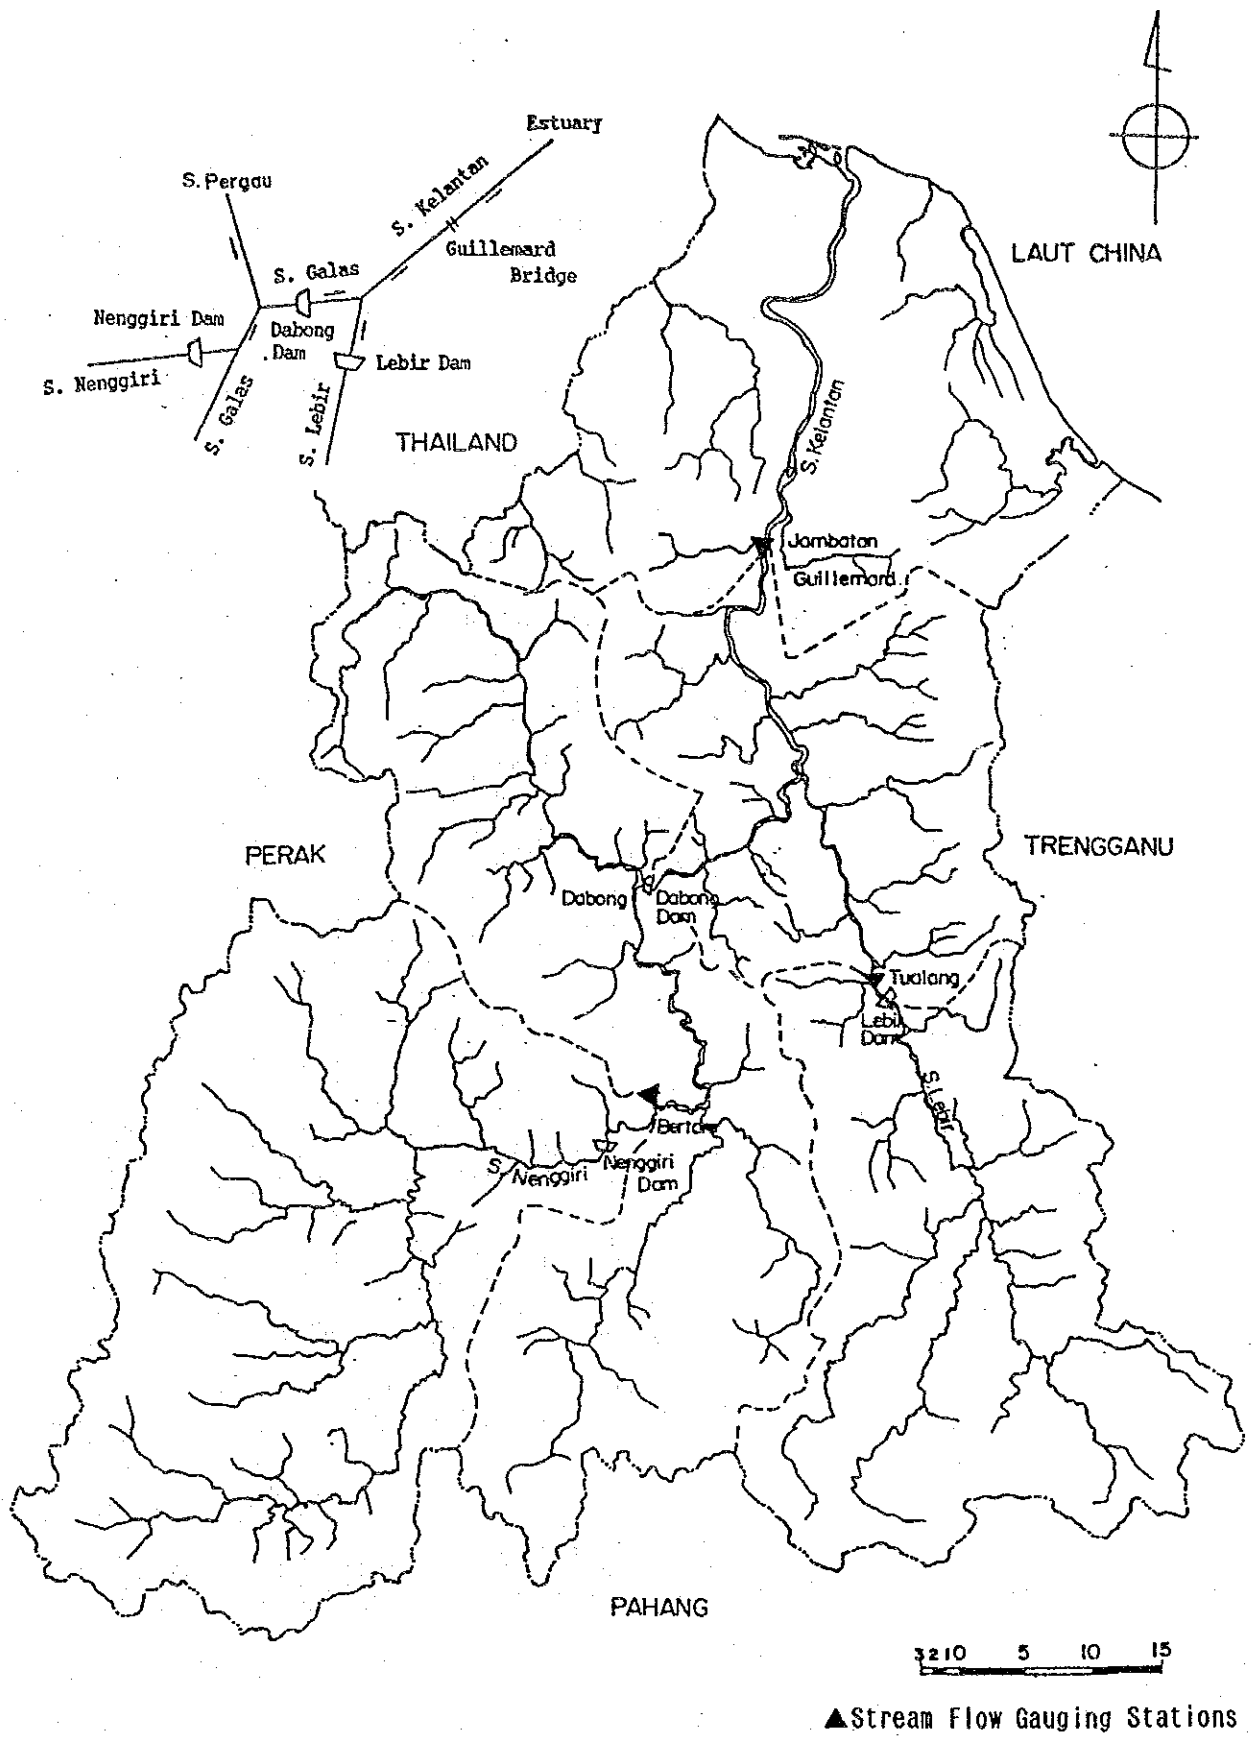 Estuary
S. Pergau
S. Kelantan
Guillemard
Bridge
S. Galas
Nenggiri Dam
Dabong
Dam
Lebir Dam
S. Nenggiri
S. Galas
S. Lebir
LAUT CHINA
THAILAND
S. Kelantan
Jambatan
Guillemard
PERAK
TRENGGANU
Dabong
Dabong
Dam
Tualang
Lebir
Dam
S. Lebir
S. Nenggiri
Nenggiri
Dam
PAHANG
3 2 1 0 5 10 15
▲Stream Flow Gauging Stations